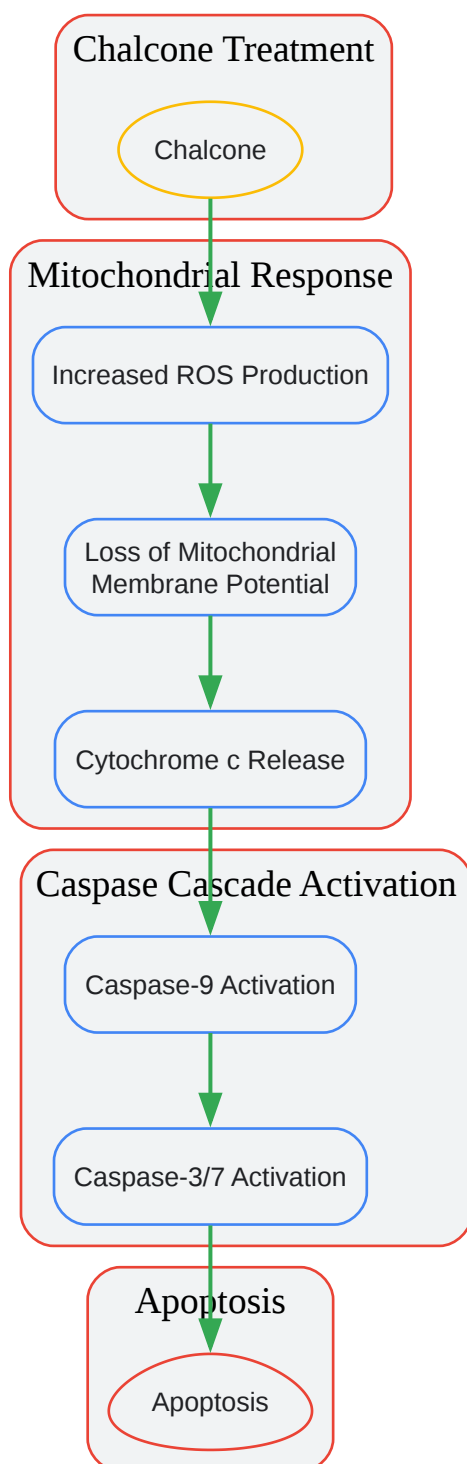 Chalcone Treatment
Chalcone
Mitochondrial Response
Increased ROS Production
Loss of Mitochondrial
Membrane Potential
Cytochrome c Release
Caspase Cascade Activation
Caspase-9 Activation
Caspase-3/7 Activation
Apoptosis
Apoptosis